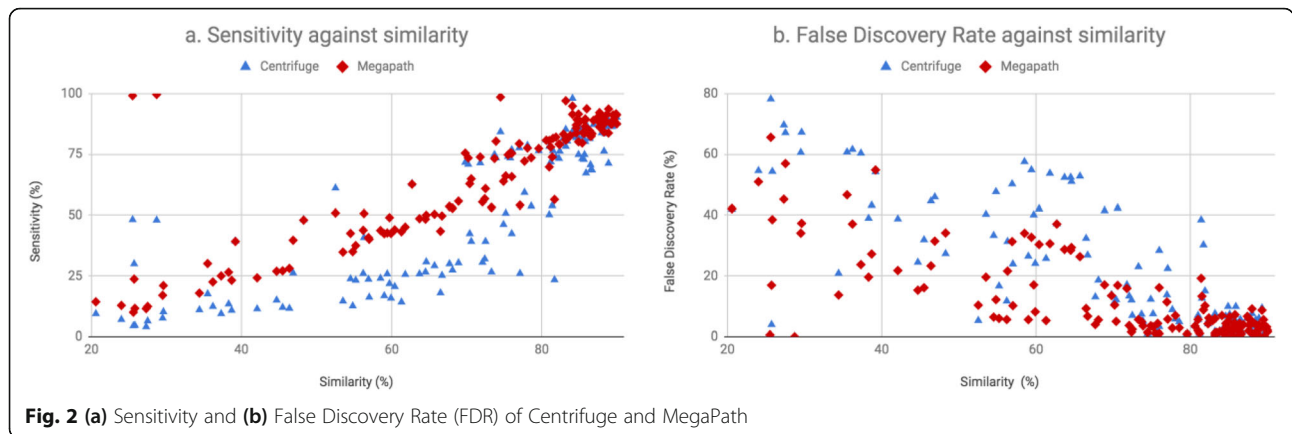 a. Sensitivity against similarity
Centrifuge Megapath
100
75
50
25
0
Sensitivity (%)
20 40 60 80
Similarity (%)
b. False Discovery Rate against similarity
Centrifuge Megapath
80
60
40
20
0
False Discovery Rate (%)
20 40 60 80
Similarity (%)
Fig. 2 (a) Sensitivity and (b) False Discovery Rate (FDR) of Centrifuge and MegaPath